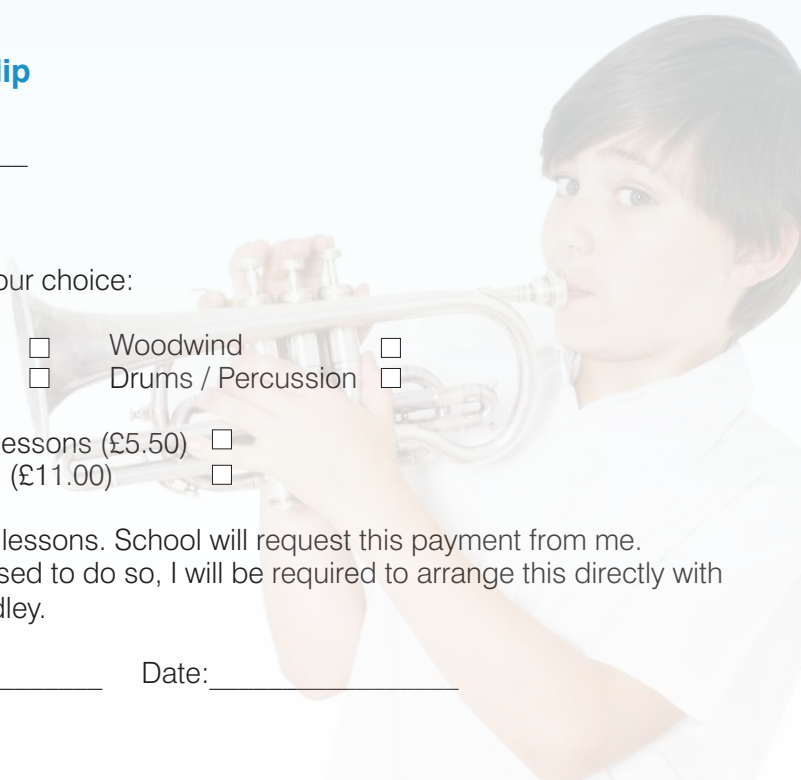 lip
our choice:
☐ Woodwind ☐
☐ Drums / Percussion ☐
essons (£5.50) ☐
(£11.00) ☐
lessons. School will request this payment from me.
sed to do so, I will be required to arrange this directly with
dley.
Date: